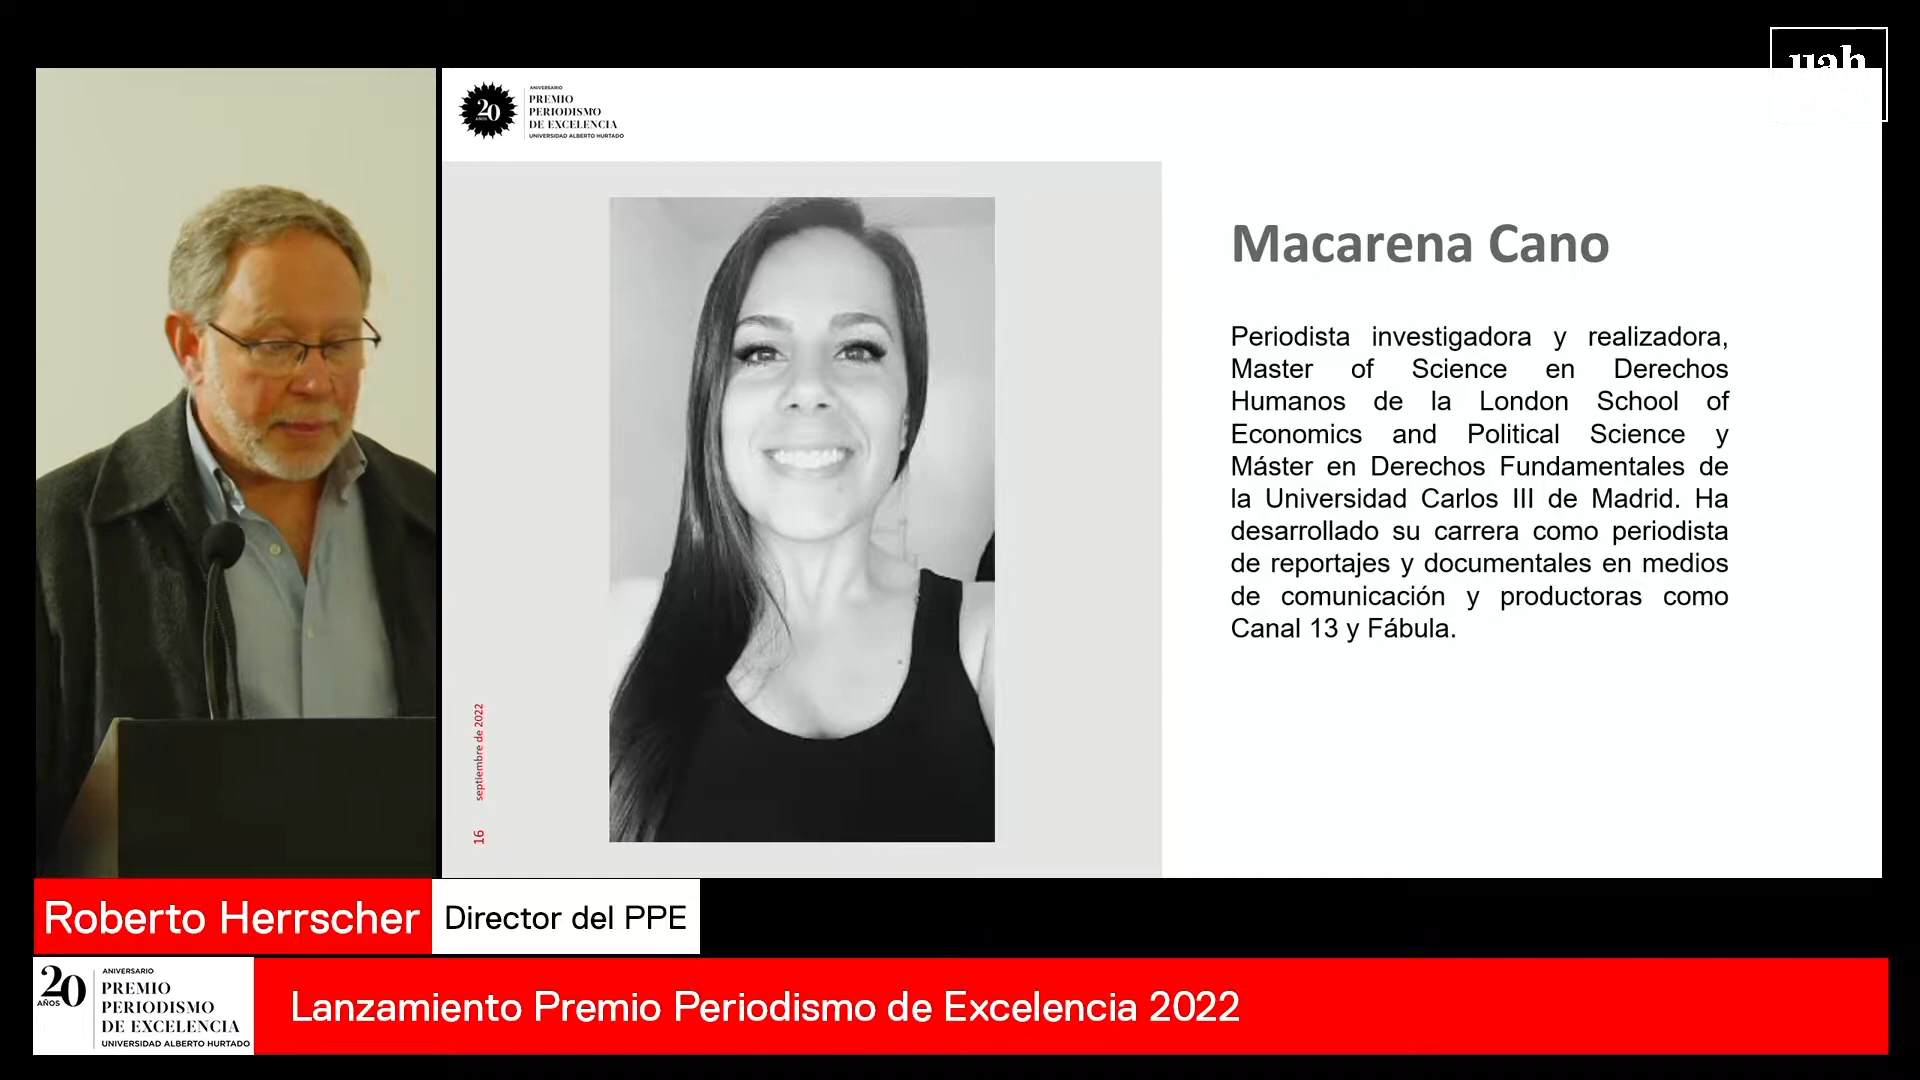 uah
20
AÑOS
ANIVERSARIO
PREMIO
PERIODISMO
DE EXCELENCIA
UNIVERSIDAD ALBERTO HURTADO
Macarena Cano
Periodista investigadora y realizadora,
Master of Science en Derechos
Humanos de la London School of
Economics and Political Science y
Máster en Derechos Fundamentales de
la Universidad Carlos III de Madrid. Ha
desarrollado su carrera como periodista
de reportajes y documentales en medios
de comunicación y productoras como
Canal 13 y Fábula.
16 septiembre de 2022
Roberto Herrscher
Director del PPE
20
AÑOS
ANIVERSARIO
PREMIO
PERIODISMO
DE EXCELENCIA
UNIVERSIDAD ALBERTO HURTADO
Lanzamiento Premio Periodismo de Excelencia 2022